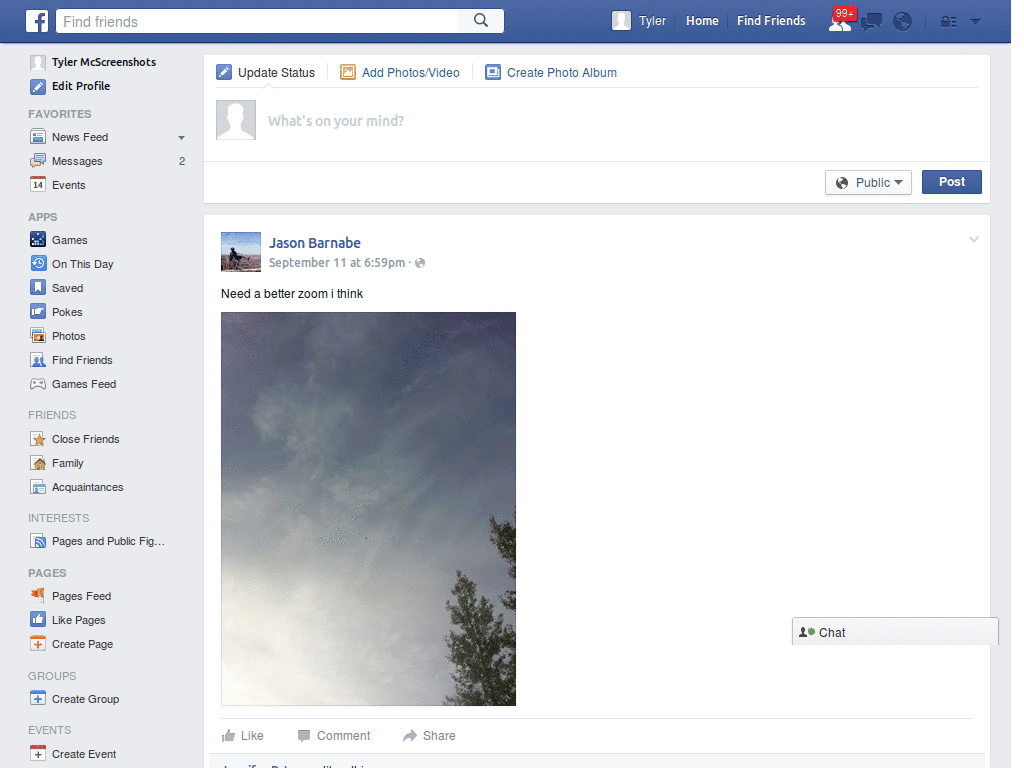 Find friends
Tyler
Home
Find Friends
99+
Tyler McScreenshots
Edit Profile
FAVORITES
News Feed
Messages 2
14 Events
APPS
Games
On This Day
Saved
Pokes
Photos
Find Friends
Games Feed
FRIENDS
Close Friends
Family
Acquaintances
INTERESTS
Pages and Public Fig...
PAGES
Pages Feed
Like Pages
Create Page
GROUPS
Create Group
EVENTS
Create Event
Update Status
Add Photos/Video
Create Photo Album
What's on your mind?
Public
Post
Jason Barnabe
September 11 at 6:59pm ·
Need a better zoom i think
Like
Comment
Share
Chat